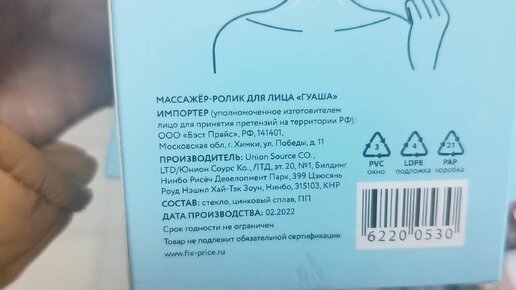 МАССАЖЁР-РОЛИК ДЛЯ ЛИЦА «ГУАША»
ИМПОРТЕР (уполномоченное изготовителем
лицо для принятия претензий на территории РФ):
ООО «Бэст Прайс», РФ, 141401,
Московская обл, г. Химки, ул. Победы, д. 11
ПРОИЗВОДИТЕЛЬ: Union Source CO.,
LTD/Юнион Соурс Ко., ЛТД, эт. 20, №1, Билдинг
Нинбо Рисёч Девелопмент Парк, 399 Цзюсянь
Роуд Нэшнл Хай-Тэк Зоун, Нинбо, 315103, КНР
СОСТАВ: стекло, цинковый сплав, ПП
ДАТА ПРОИЗВОДСТВА: 02.2022
Срок годности не ограничен
Товар не подлежит обязательной сертификации
www.fix-price.ru
3 4 21
PVC LDPE PAP
окно подложка коробка
62200530